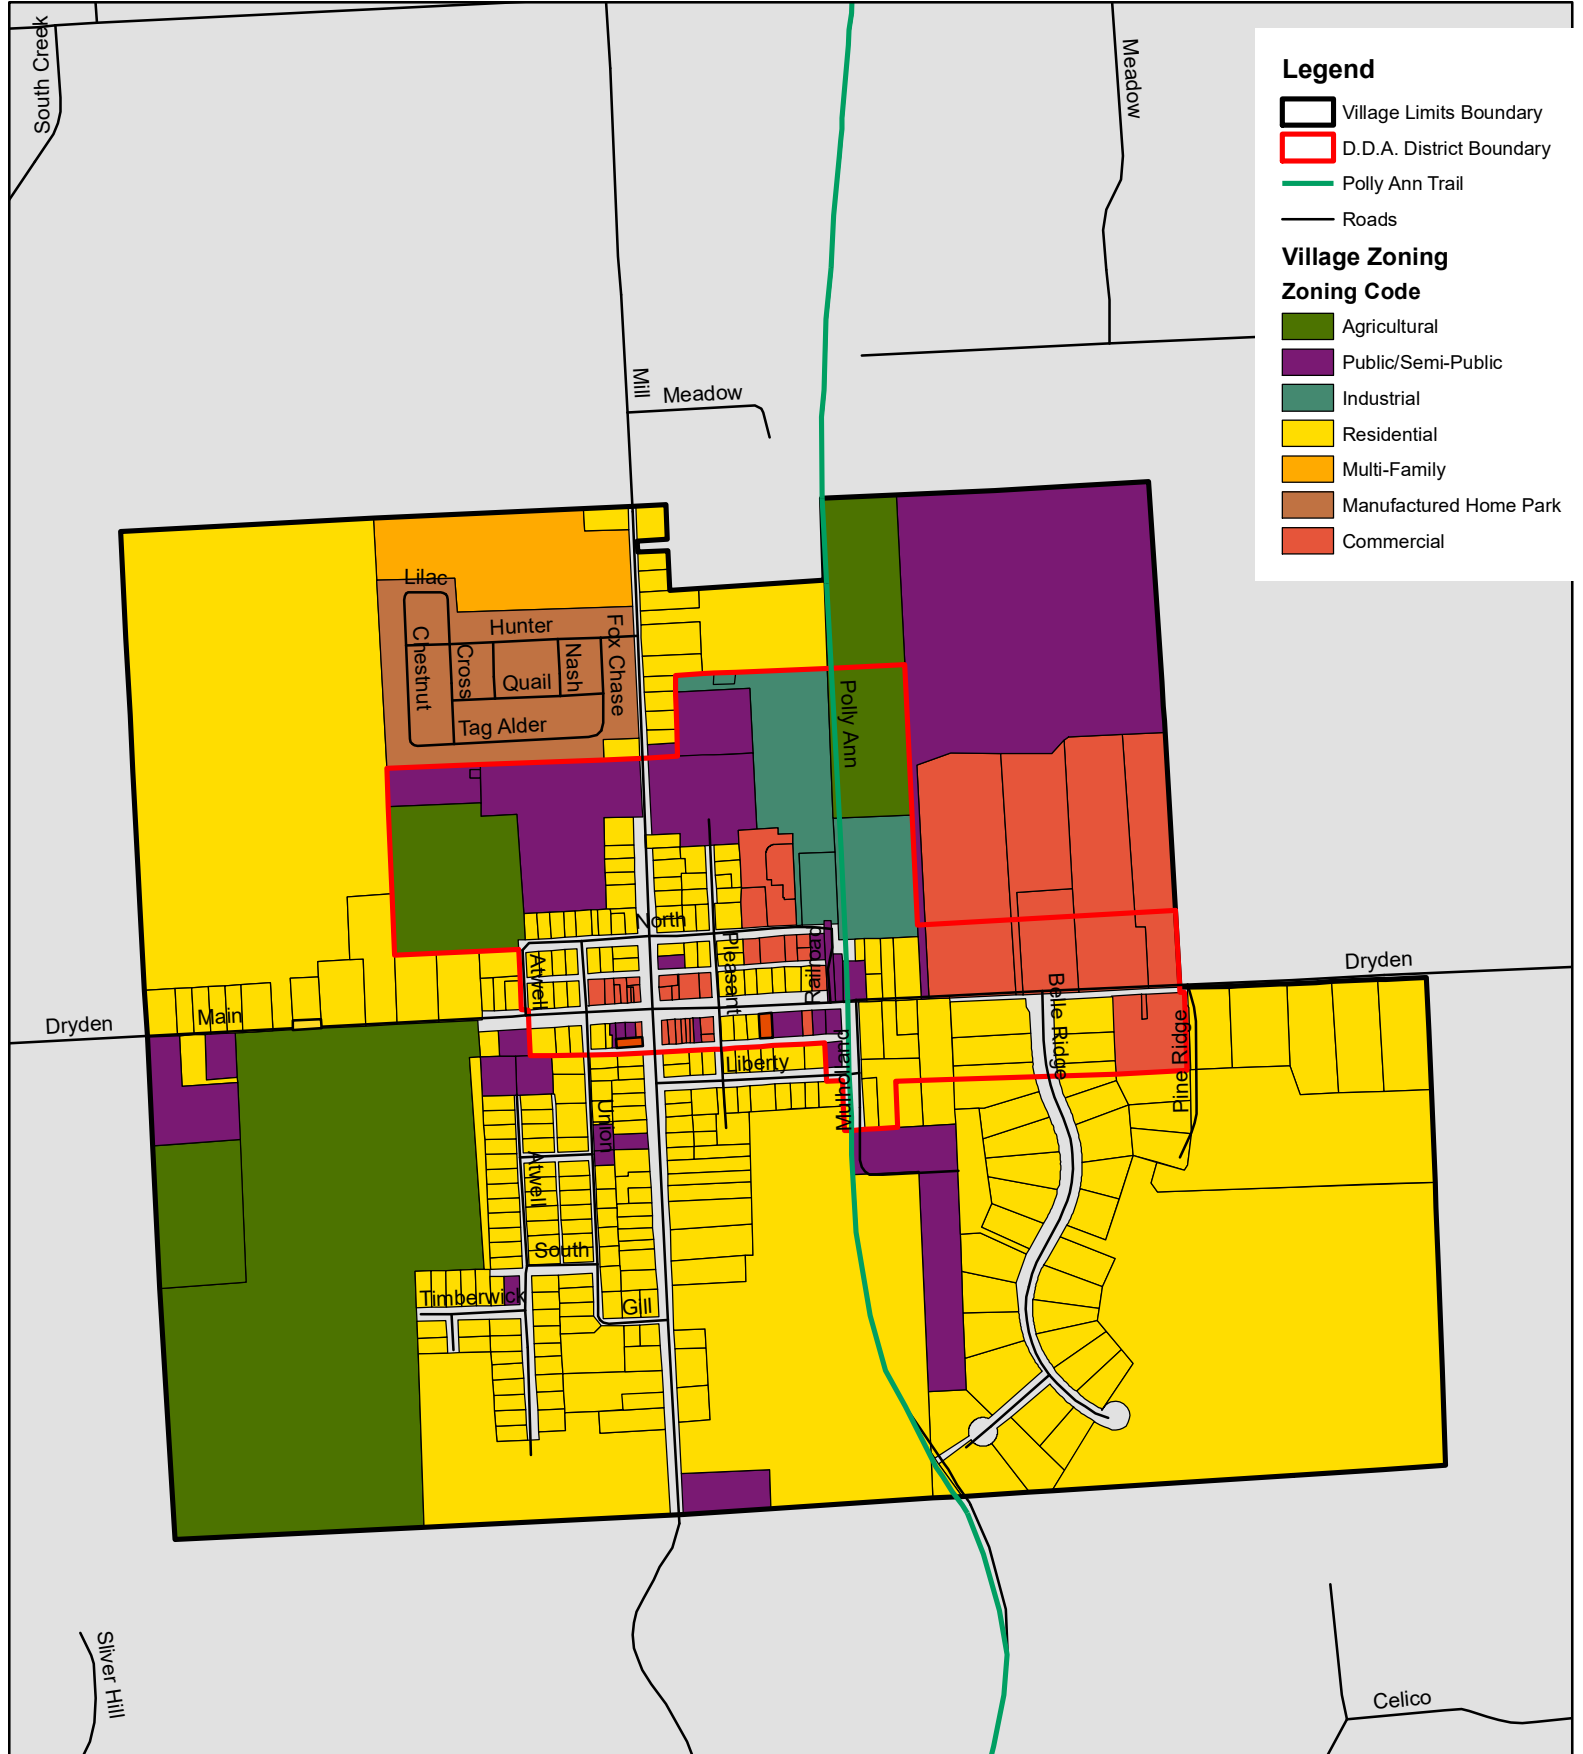 South Creek
Meadow
Legend
Village Limits Boundary
D.D.A. District Boundary
Polly Ann Trail
Roads
Village Zoning
Zoning Code
Agricultural
Public/Semi-Public
Industrial
Residential
Multi-Family
Manufactured Home Park
Commercial
Mill
Meadow
Lilac
Hunter
Fox Chase
Chestnut
Cross
Nash
Quail
Tag Alder
Polly Ann
North
Atwell
Pleasant
Railroad
Dryden
Belle Ridge
Main
Dryden
Pine Ridge
Liberty
Mulholland
Union
Atwell
South
Timberwick
Gill
Sliver Hill
Celico